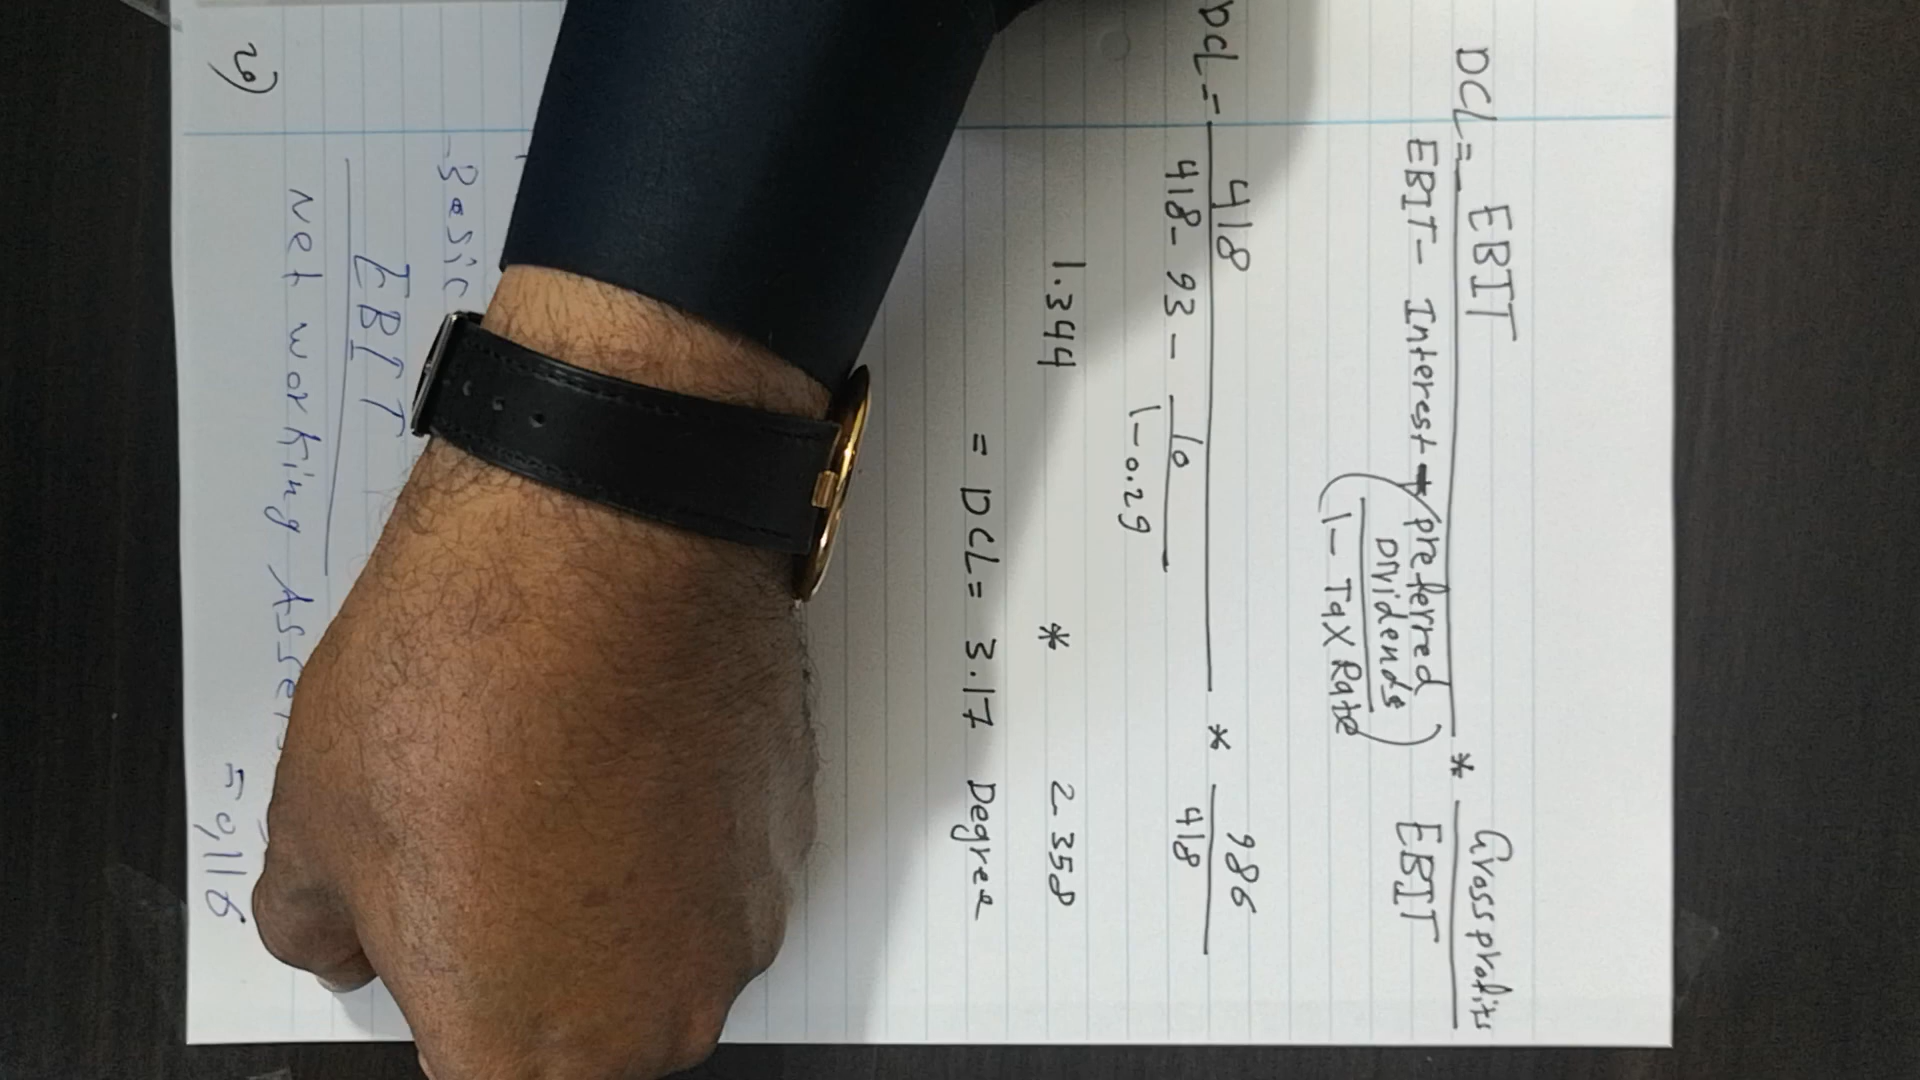 DCL = EBIT * Gross profits
EBIT - Interest - (preferred Dividends EBIT
1 - Tax Rate)
DCL = 418 * 986
418 - 93 - 10 418
1 - 0.29
1.344 * 2.358
= DCL = 3.17 Degree
Basic
EBIT
Net working Asse
= 0,116